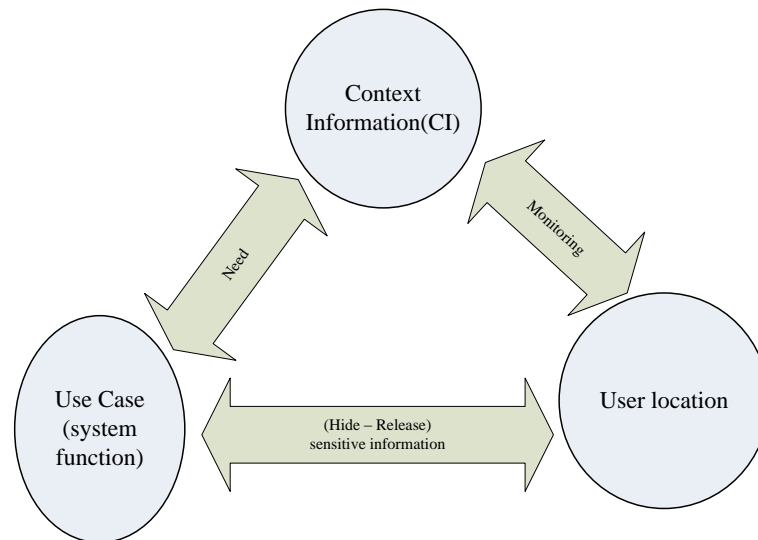 Context
Information(CI)
Need
Monitoring
Use Case
(system
function)
(Hide – Release)
sensitive information
User location